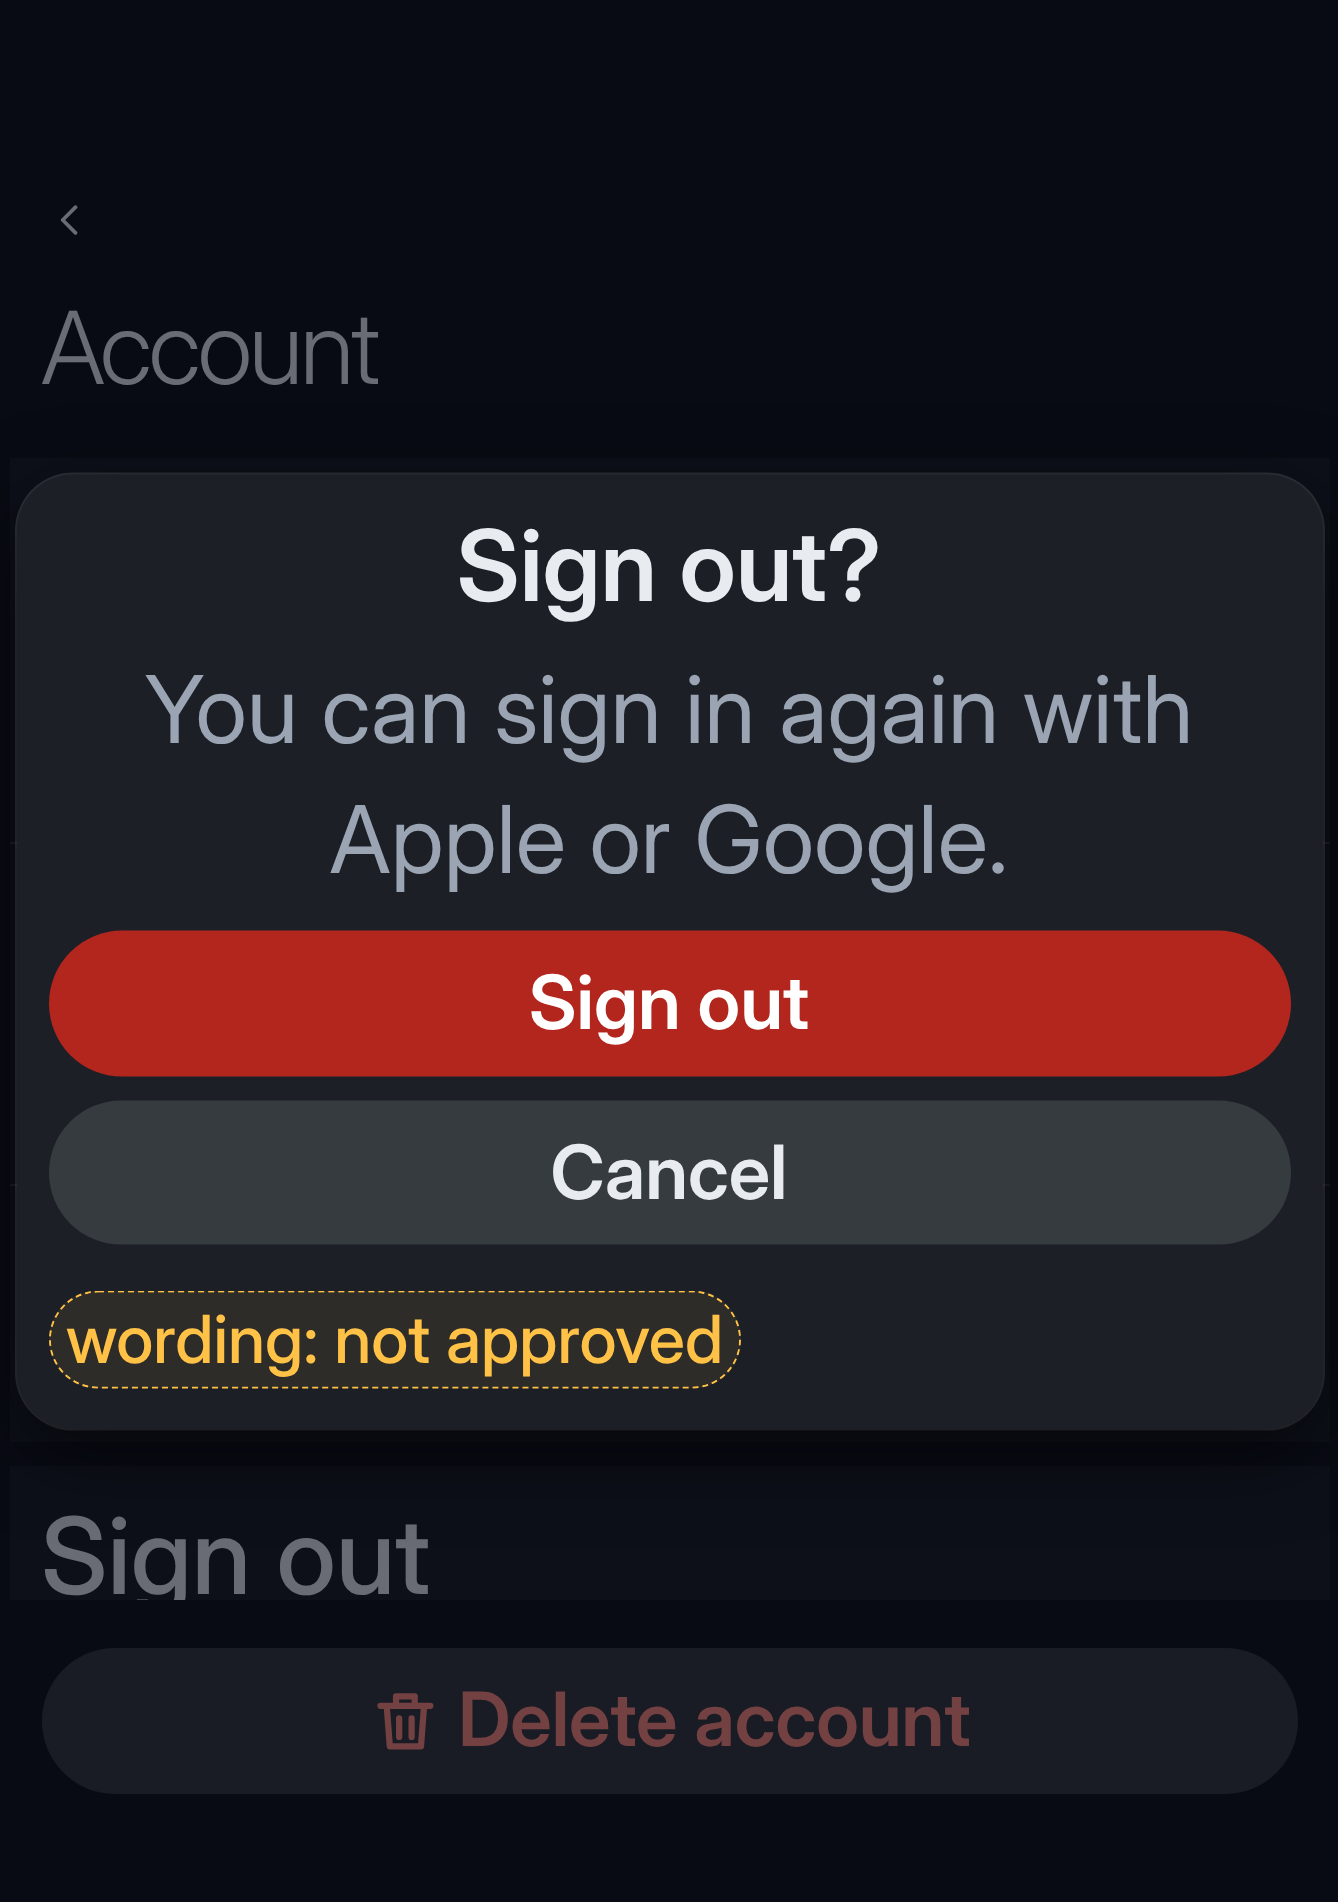 Account
Sign out?
You can sign in again with
Apple or Google.
Sign out
Cancel
wording: not approved
Sign out
Delete account